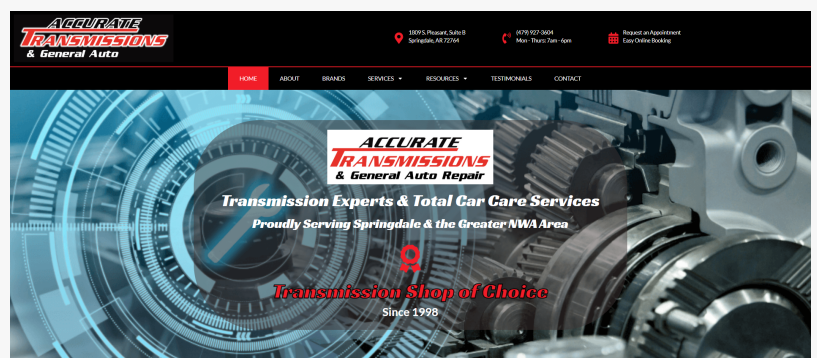 ACCURATE
TRANSMISSIONS
& General Auto
1809 S. Pleasant, Suite B
Springdale, AR 72764
(479) 927-3604
Mon - Thurs: 7am - 6pm
Request an Appointment
Easy Online Booking
HOME ABOUT BRANDS SERVICES RESOURCES TESTIMONIALS CONTACT
ACCURATE
TRANSMISSIONS
& General Auto Repair
Transmission Experts & Total Car Care Services
Proudly Serving Springdale & the Greater NWA Area
Transmission Shop of Choice
Since 1998